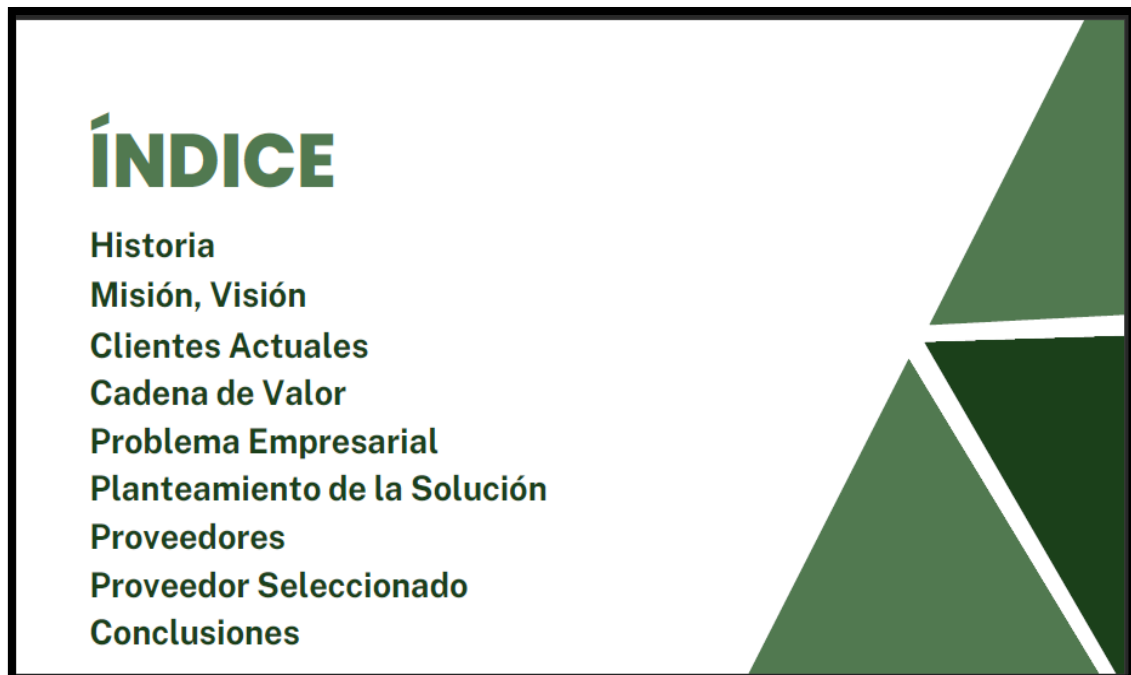 ÍNDICE
Historia
Misión, Visión
Clientes Actuales
Cadena de Valor
Problema Empresarial
Planteamiento de la Solución
Proveedores
Proveedor Seleccionado
Conclusiones